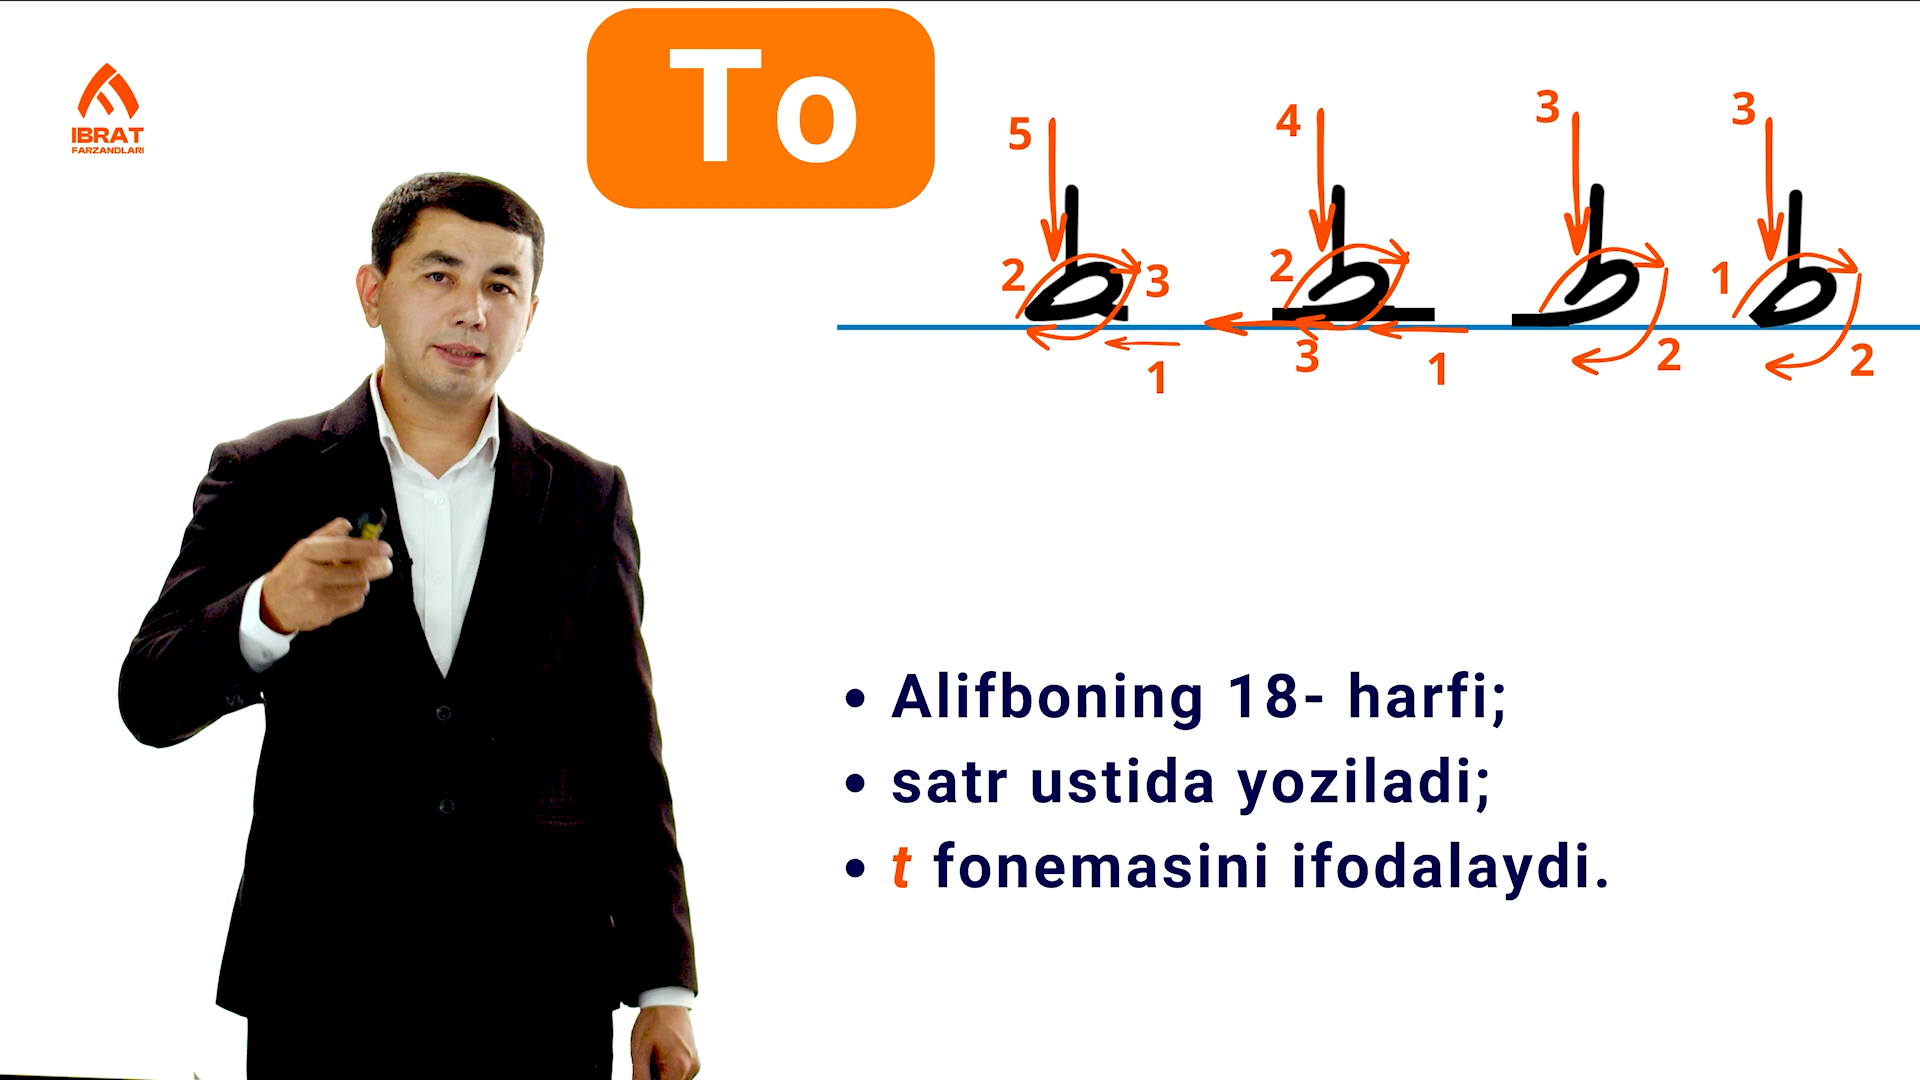 IBRAT
FARZANDLARI
To
5 4 3 3
2 3 2 1
1 3 1 2 2
ط ط ط ط
• Alifboning 18- harfi;
• satr ustida yoziladi;
• t fonemasini ifodalaydi.